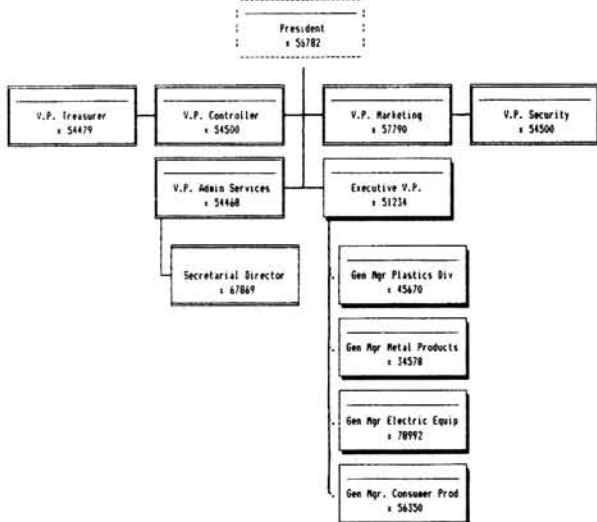 President
x 56782
V.P. Treasurer
x 54479
V.P. Controller
x 54500
V.P. Marketing
x 57790
V.P. Security
x 54500
V.P. Admin Services
x 54468
Executive V.P.
x 51234
Secretarial Director
x 67869
Gen Mgr Plastics Div
x 45670
Gen Mgr Metal Products
x 34578
Gen Mgr Electric Equip
x 78992
Gen Mgr. Consumer Prod
x 56350